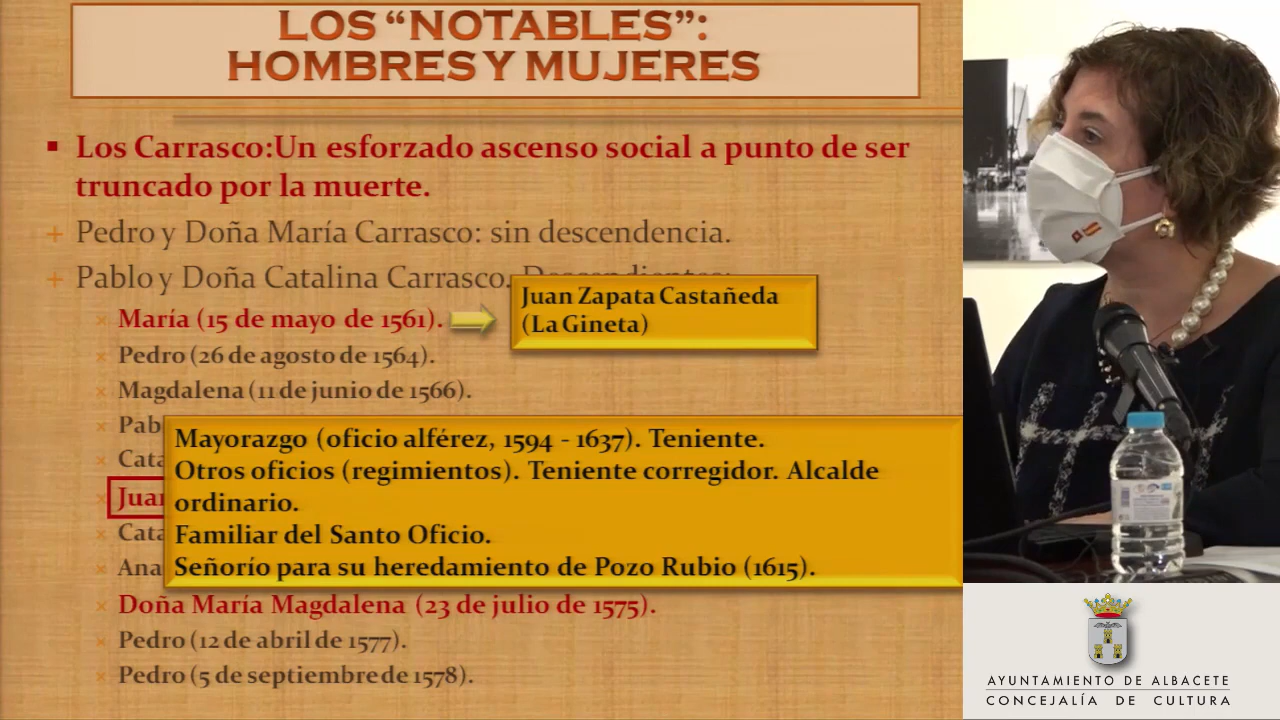 LOS “NOTABLES”:
HOMBRES Y MUJERES
Los Carrasco:Un esforzado ascenso social a punto de ser
truncado por la muerte.
Pedro y Doña María Carrasco: sin descendencia.
Pablo y Doña Catalina Carrasco. Descendientes:
María (15 de mayo de 1561).
Juan Zapata Castañeda
(La Gineta)
Pedro (26 de agosto de 1564).
Magdalena (11 de junio de 1566).
Mayorazgo (oficio alférez, 1594 - 1637). Teniente.
Otros oficios (regimientos). Teniente corregidor. Alcalde
ordinario.
Familiar del Santo Oficio.
Señorío para su heredamiento de Pozo Rubio (1615).
Ana
Doña María Magdalena (23 de julio de 1575).
Pedro (12 de abril de 1577).
Pedro (5 de septiembre de 1578).
AYUNTAMIENTO DE ALBACETE
CONCEJALÍA DE CULTURA